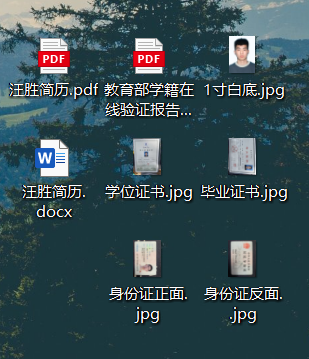 PDF
PDF
汪胜简历.pdf
教育部学籍在
线验证报告...
1寸白底.jpg
W
汪胜简历.
docx
学位证书.jpg
毕业证书.jpg
身份证正面.
jpg
身份证反面.
.jpg